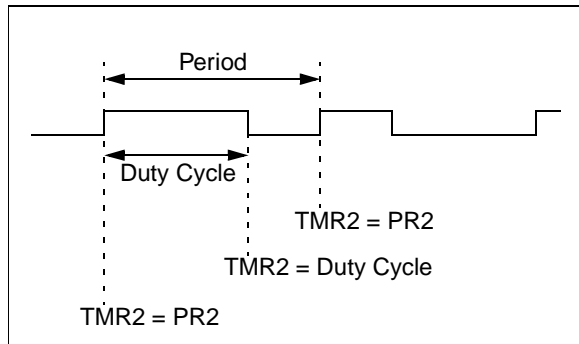 Period
Duty Cycle
TMR2 = PR2
TMR2 = Duty Cycle
TMR2 = PR2